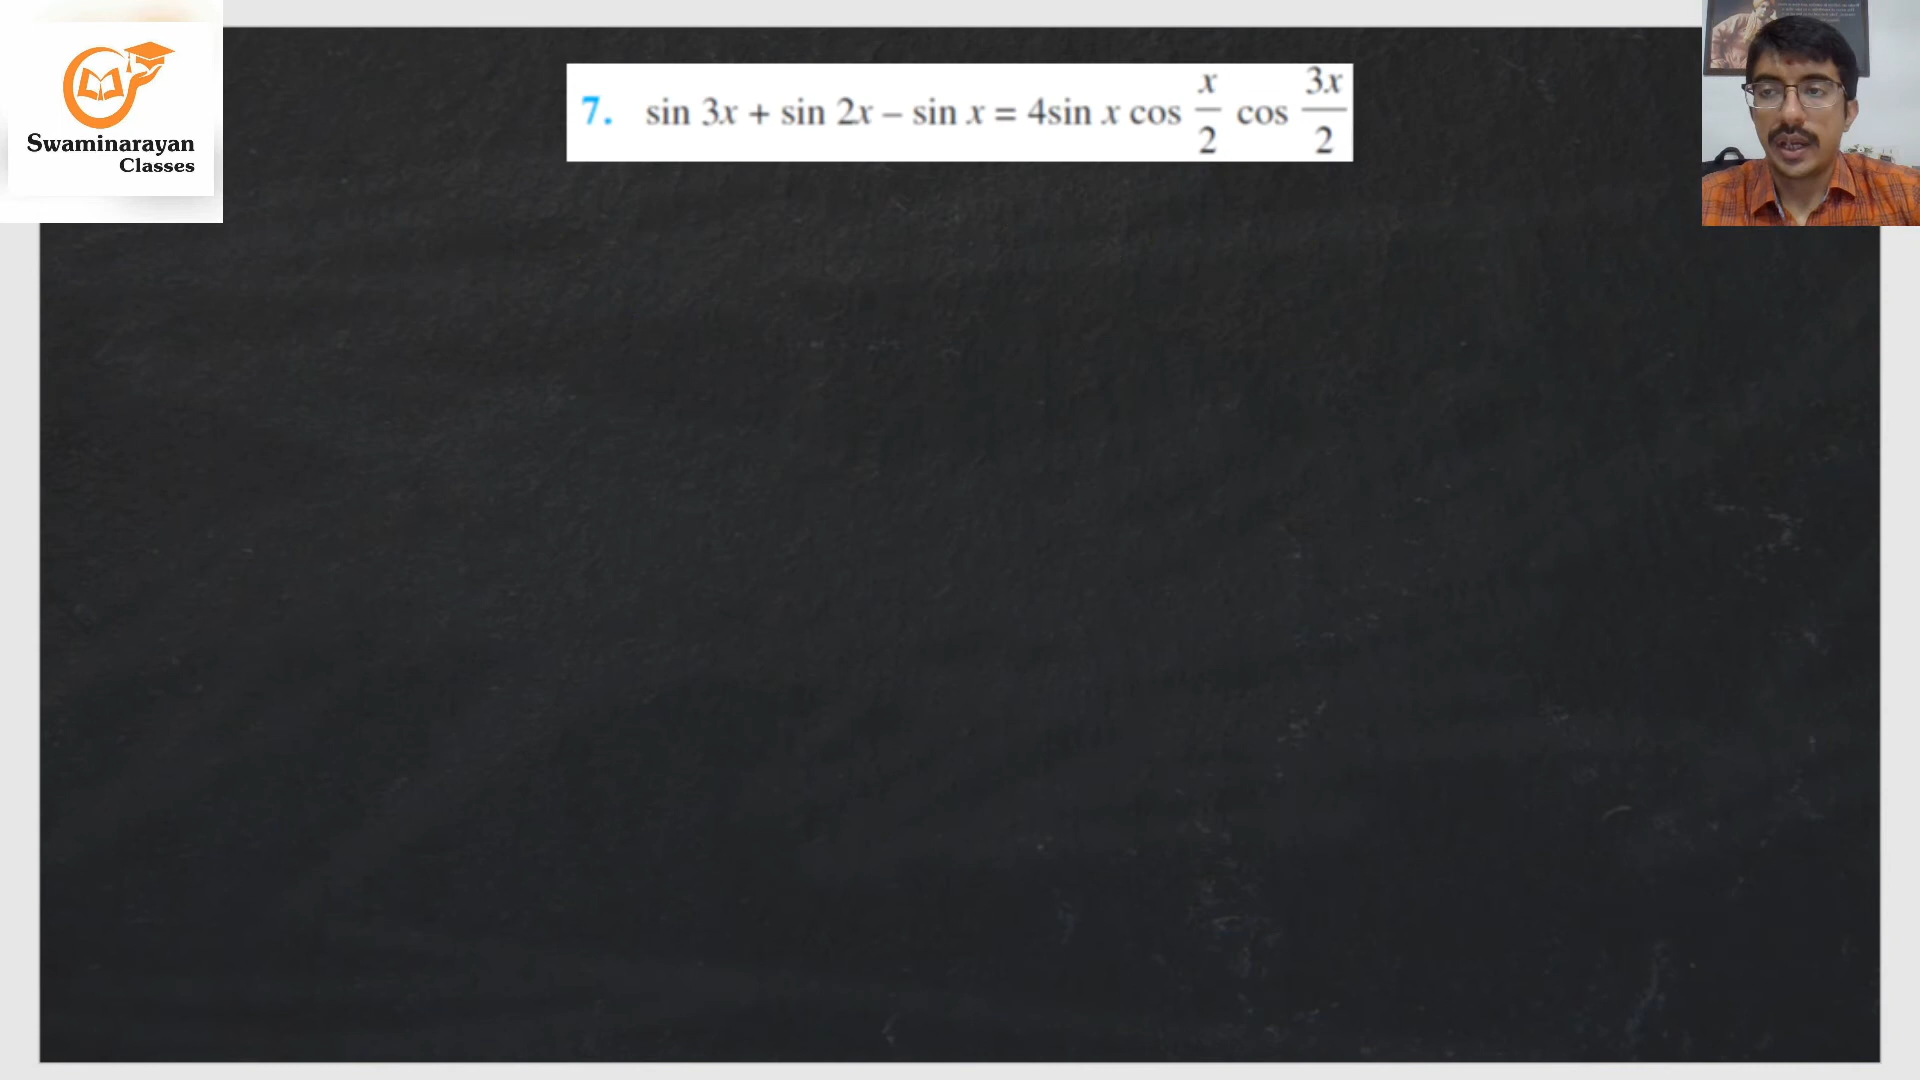 Swaminarayan
Classes
7. sin 3x + sin 2x – sin x = 4sin x cos x/2 cos 3x/2